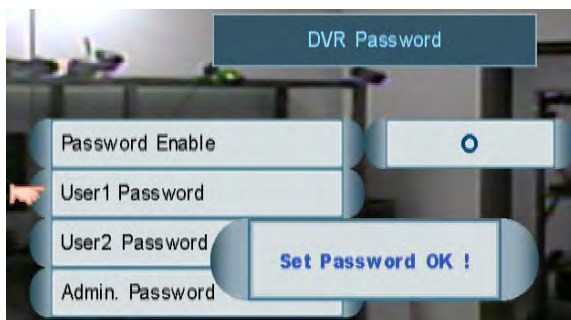 DVR Password
Password Enable O
User1 Password
User2 Password
Set Password OK !
Admin. Password